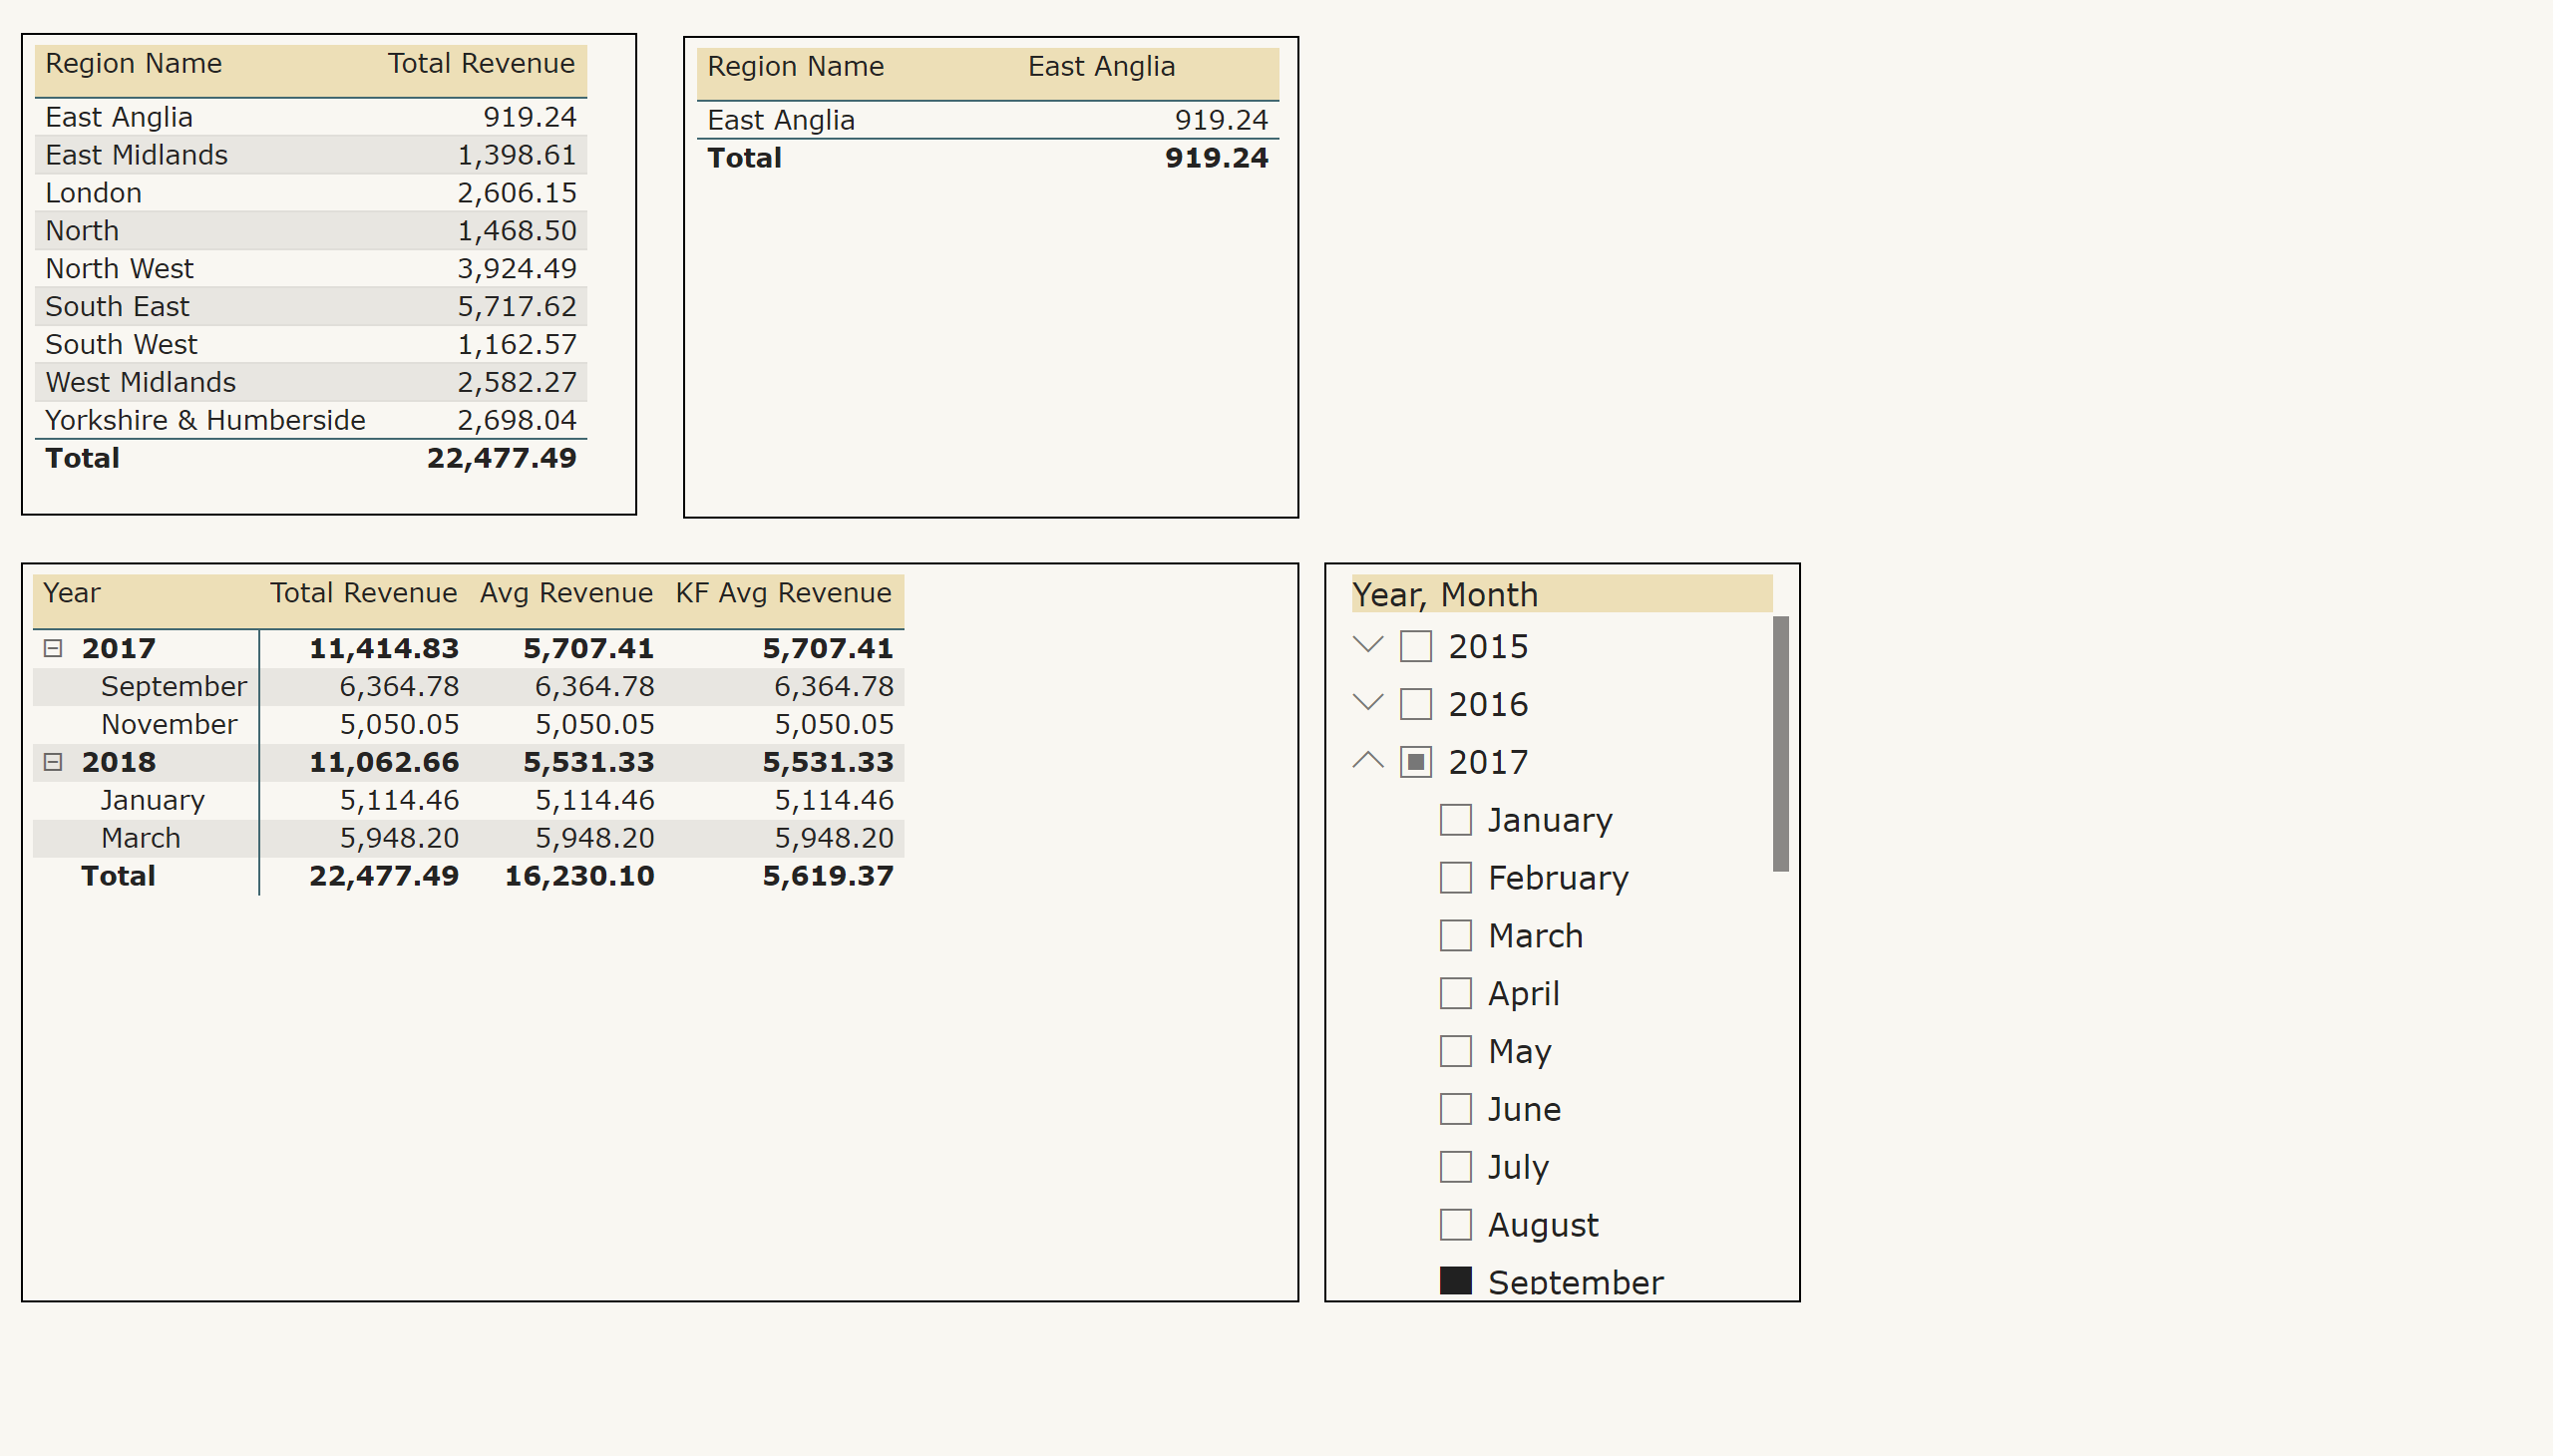 Region Name Total Revenue
East Anglia 919.24
East Midlands 1,398.61
London 2,606.15
North 1,468.50
North West 3,924.49
South East 5,717.62
South West 1,162.57
West Midlands 2,582.27
Yorkshire & Humberside 2,698.04
Total 22,477.49
Region Name East Anglia
East Anglia 919.24
Total 919.24
Year Total Revenue Avg Revenue KF Avg Revenue
2017 11,414.83 5,707.41 5,707.41
September 6,364.78 6,364.78 6,364.78
November 5,050.05 5,050.05 5,050.05
2018 11,062.66 5,531.33 5,531.33
January 5,114.46 5,114.46 5,114.46
March 5,948.20 5,948.20 5,948.20
Total 22,477.49 16,230.10 5,619.37
Year, Month
2015
2016
2017
January
February
March
April
May
June
July
August
September